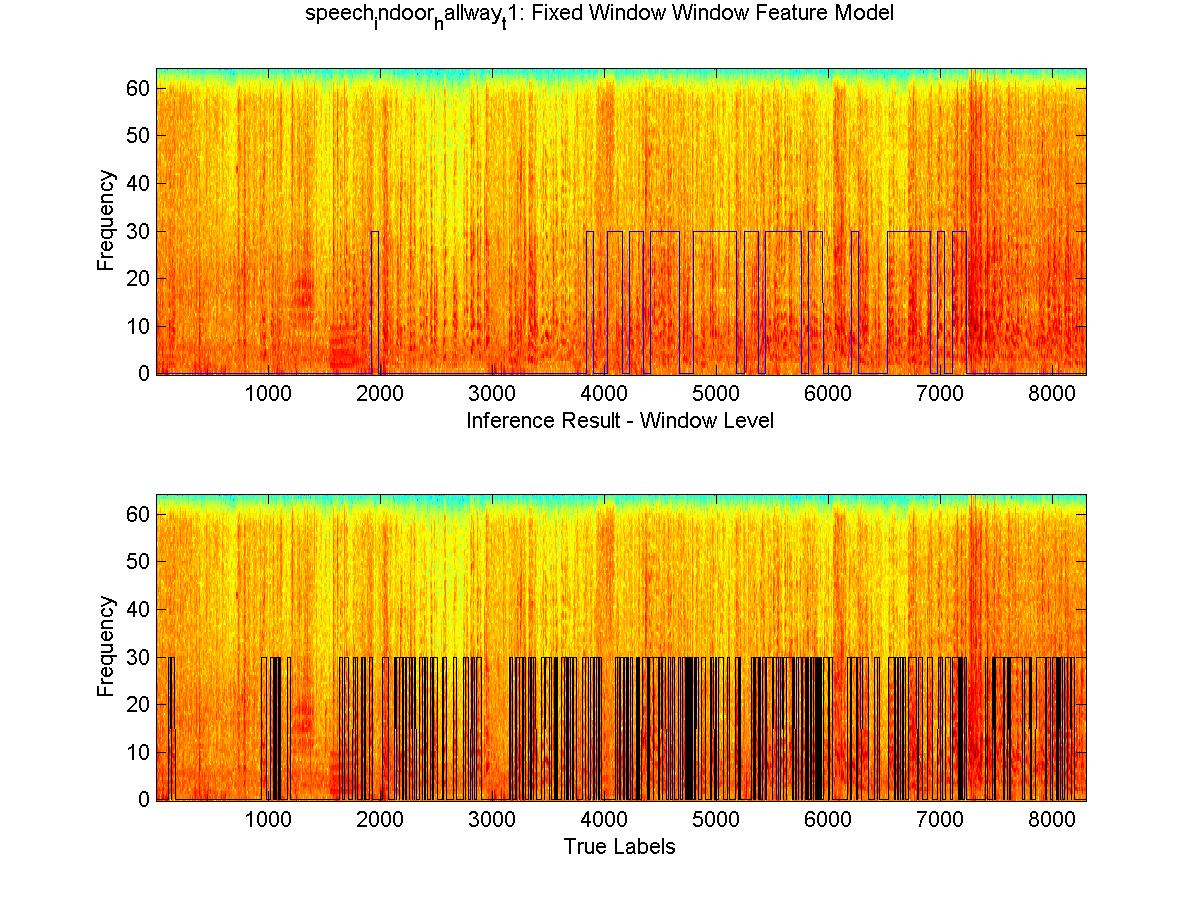 speech_indoor_hallway_t1: Fixed Window Window Feature Model
60
50
40
30
20
10
0
Frequency
1000 2000 3000 4000 5000 6000 7000 8000
Inference Result - Window Level
60
50
40
30
20
10
0
Frequency
1000 2000 3000 4000 5000 6000 7000 8000
True Labels